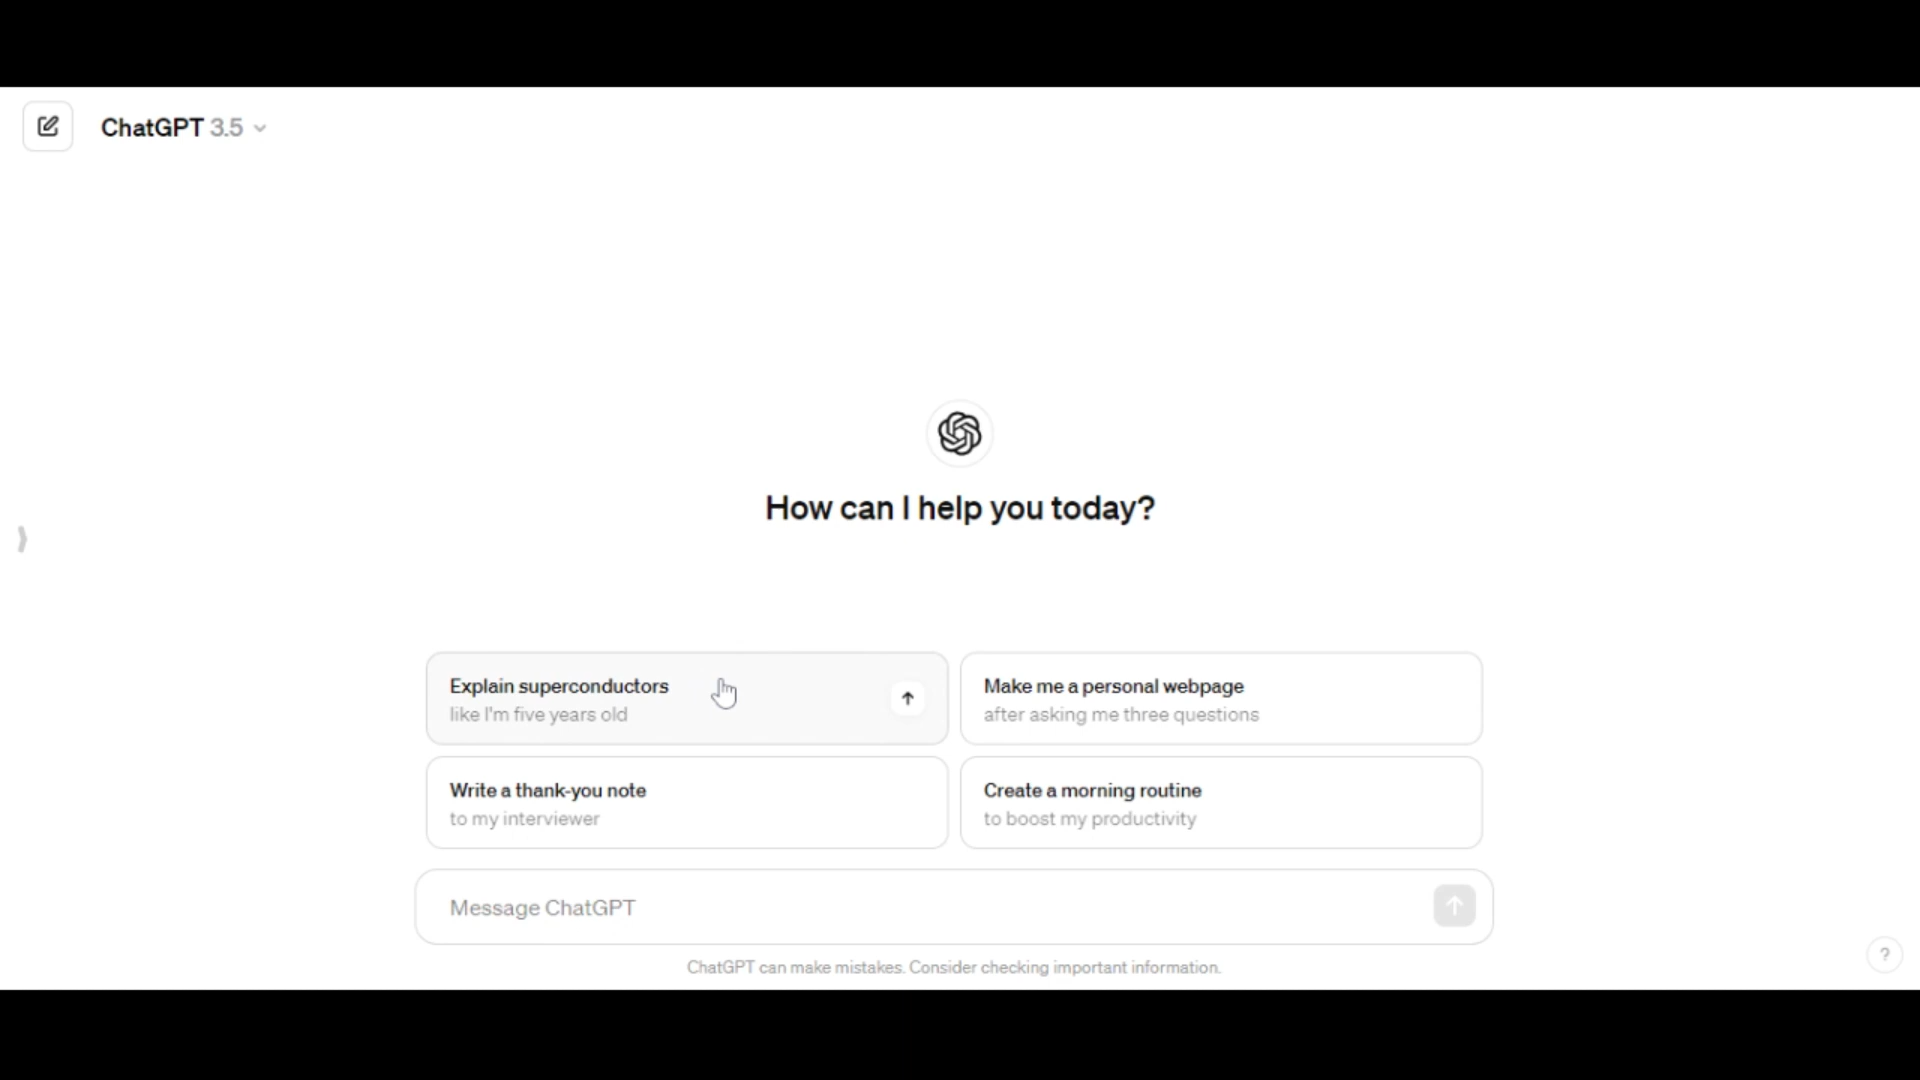 ChatGPT 3.5
How can I help you today?
Explain superconductors
like I'm five years old
Make me a personal webpage
after asking me three questions
Write a thank-you note
to my interviewer
Create a morning routine
to boost my productivity
Message ChatGPT
ChatGPT can make mistakes. Consider checking important information.
?